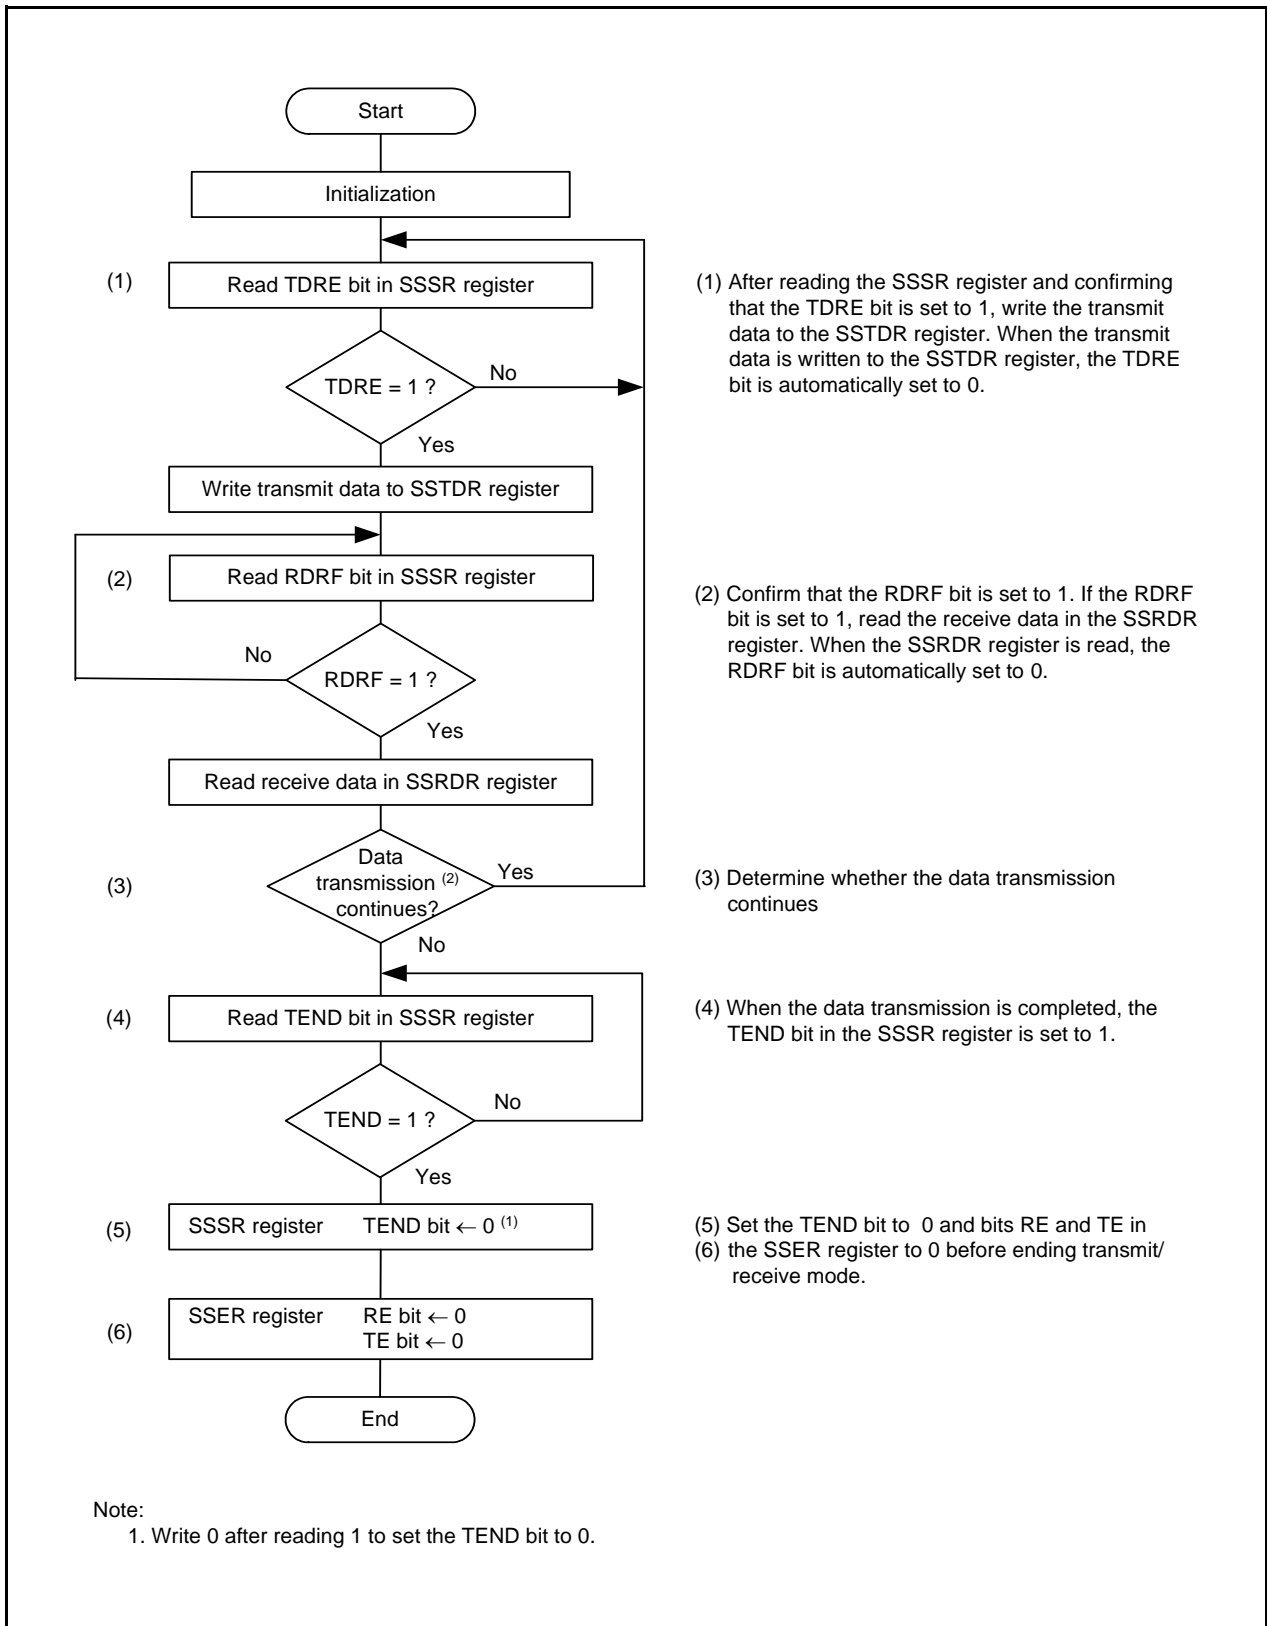 Start
Initialization
(1)
Read TDRE bit in SSSR register
TDRE = 1 ?
No
Yes
Write transmit data to SSTDR register
(2)
Read RDRF bit in SSSR register
No
RDRF = 1 ?
Yes
Read receive data in SSRDR register
(3)
Data
transmission (2)
continues?
Yes
No
(4)
Read TEND bit in SSSR register
TEND = 1 ?
No
Yes
(5)
SSSR register TEND bit ← 0 (1)
(6)
SSER register RE bit ← 0
TE bit ← 0
End
(1) After reading the SSSR register and confirming
that the TDRE bit is set to 1, write the transmit
data to the SSTDR register. When the transmit
data is written to the SSTDR register, the TDRE
bit is automatically set to 0.
(2) Confirm that the RDRF bit is set to 1. If the RDRF
bit is set to 1, read the receive data in the SSRDR
register. When the SSRDR register is read, the
RDRF bit is automatically set to 0.
(3) Determine whether the data transmission
continues
(4) When the data transmission is completed, the
TEND bit in the SSSR register is set to 1.
(5) Set the TEND bit to 0 and bits RE and TE in
(6) the SSER register to 0 before ending transmit/
receive mode.
Note:
1. Write 0 after reading 1 to set the TEND bit to 0.